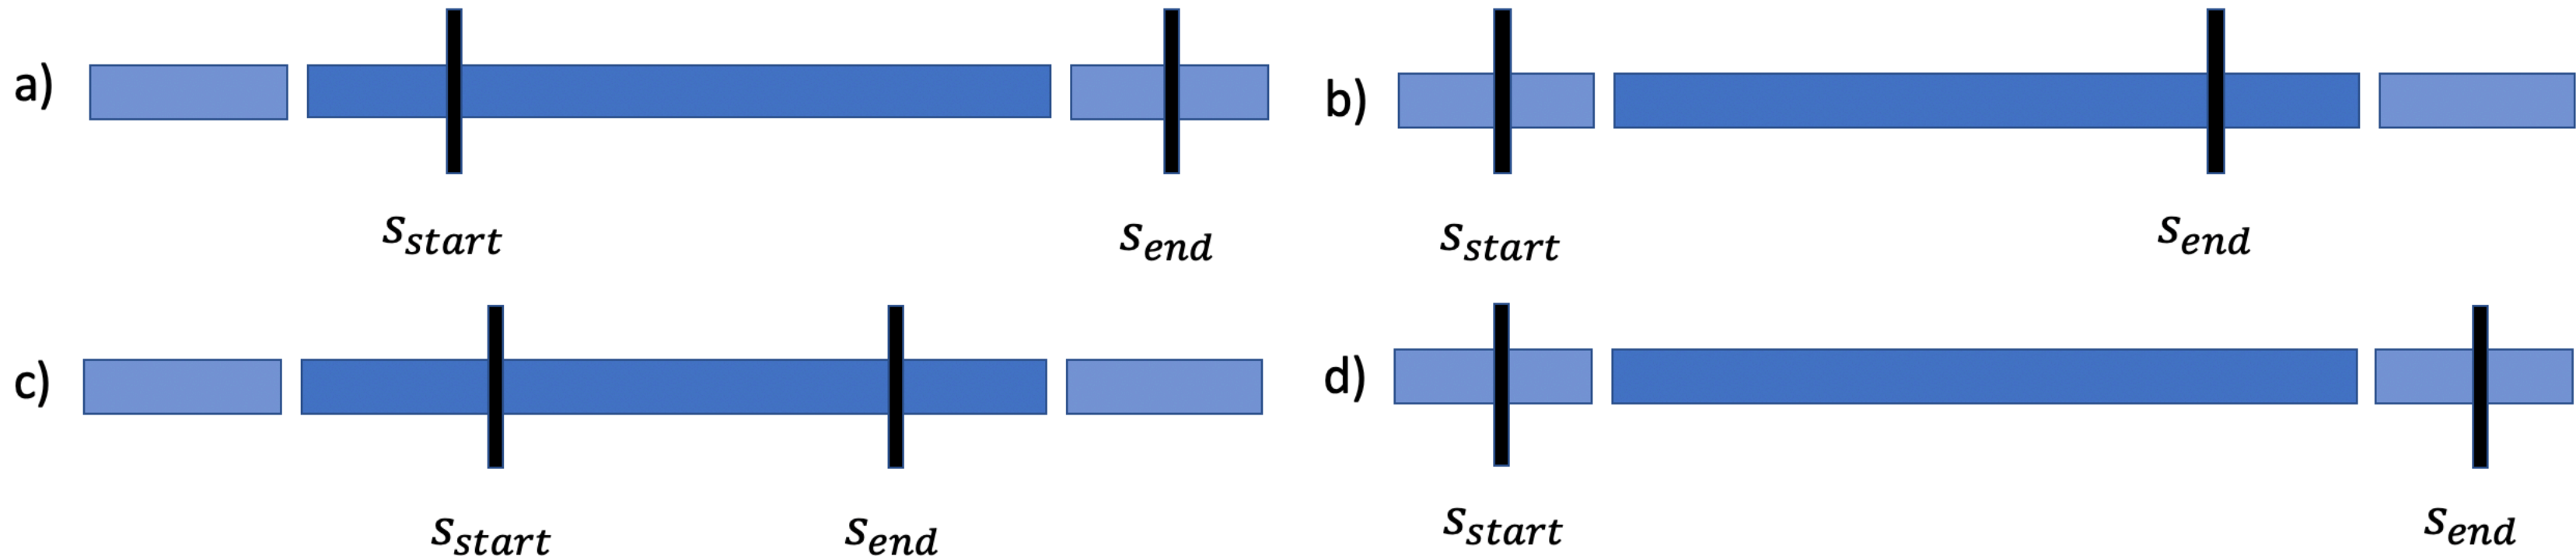 a)
s_start s_end
b)
s_start s_end
c)
s_start s_end
d)
s_start s_end